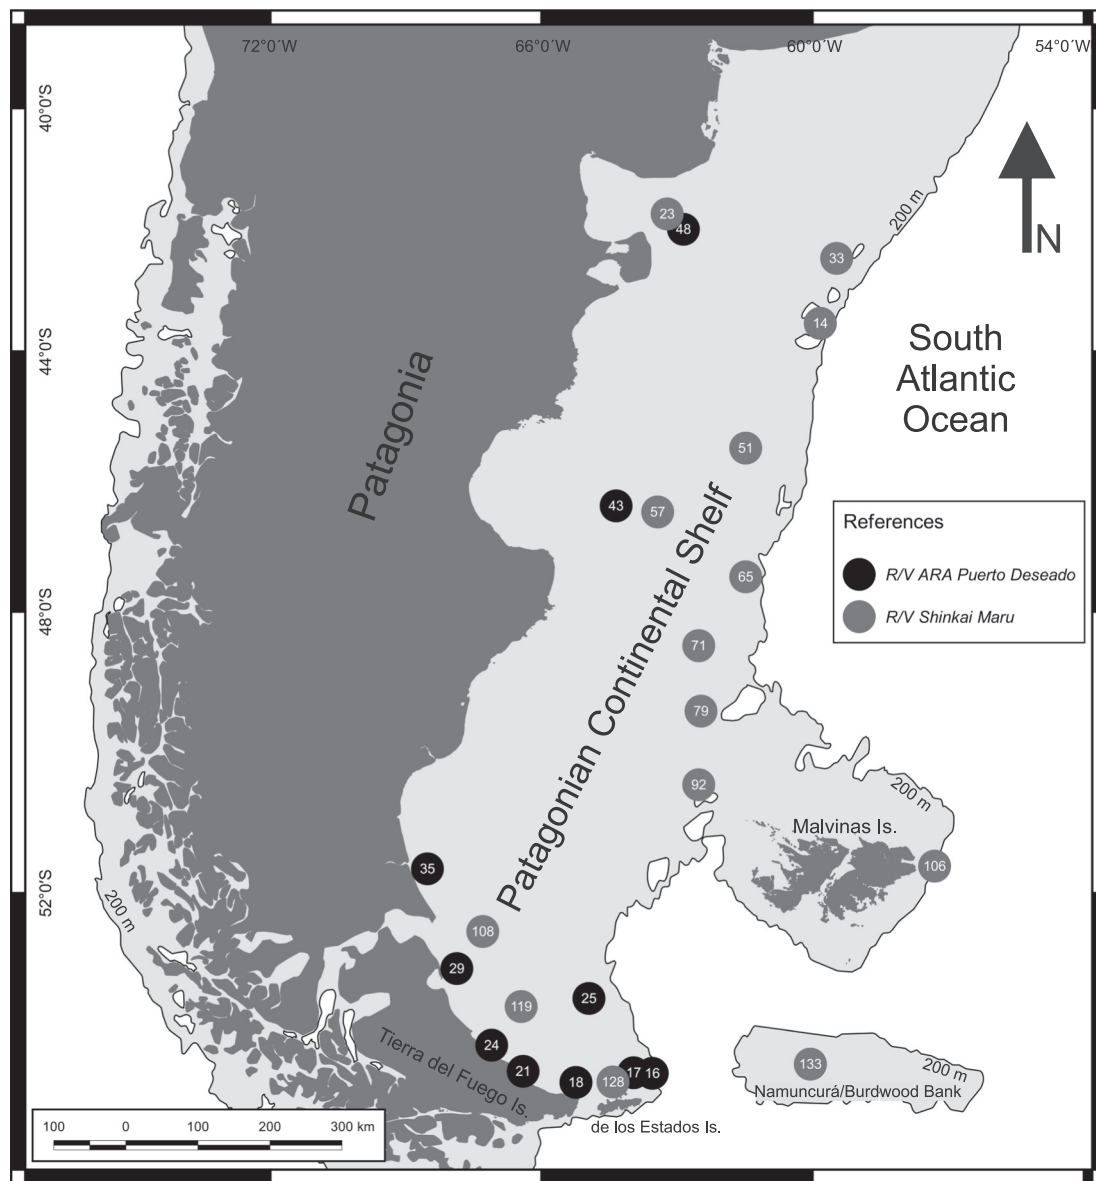 72°0´0¨W
66°0´W
60°0´W
54°0´W
40°0'S
44°0'S
48°0'S
52°0'S
N
200 m
23
48
33
14
South
Atlantic
Ocean
Patagonia
51
43
57
Patagonian Continental Shelf
65
71
79
92
References
R/V ARA Puerto Deseado
R/V Shinkai Maru
200 m
Malvinas Is.
106
35
200 m
108
29
25
119
24
21
18
128
17
16
Tierra del Fuego Is.
133
200 m
Namuncurá/Burdwood Bank
de los Estados Is.
100 0 100 200 300 km